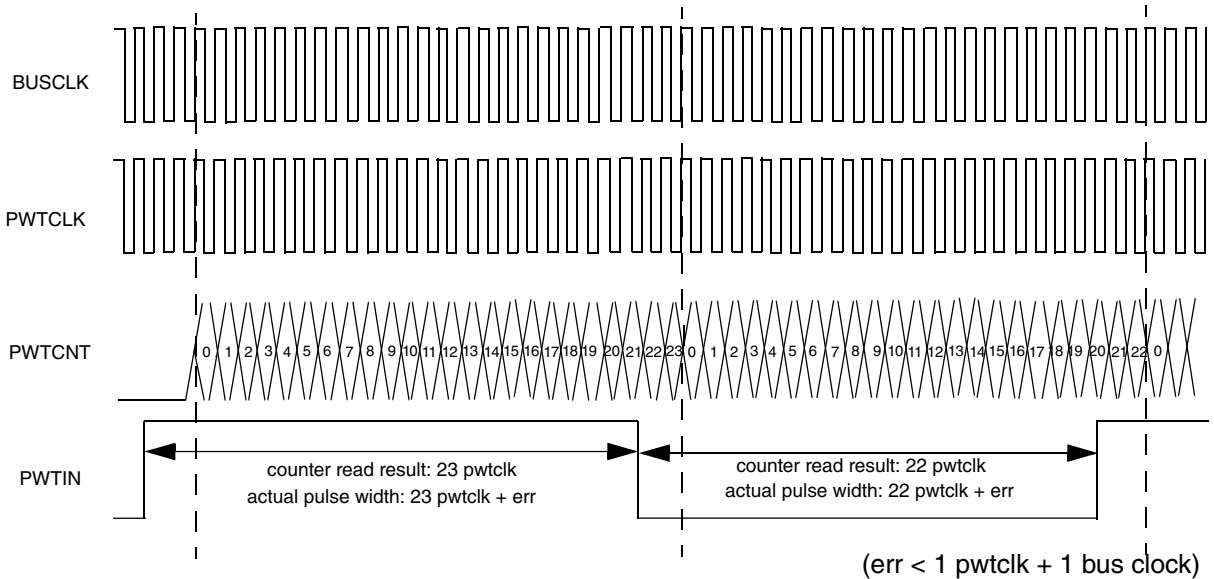 BUSCLK
PWTCLK
PWTCNT
0 1 2 3 4 5 6 7 8 9 10 11 12 13 14 15 16 17 18 19 20 21 22 23 0 1 2 3 4 5 6 7 8 9 10 11 12 13 14 15 16 17 18 19 20 21 22 0
PWTIN
counter read result: 23 pwtclk
actual pulse width: 23 pwtclk + err
counter read result: 22 pwtclk
actual pulse width: 22 pwtclk + err
(err < 1 pwtclk + 1 bus clock)